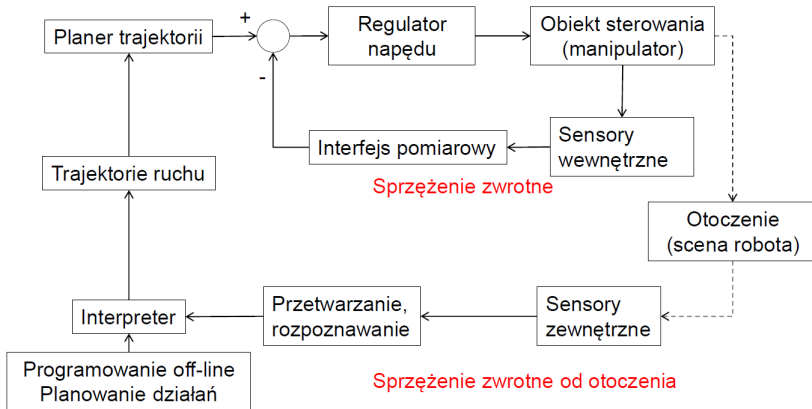 Planer trajektorii
+
-
Regulator
napędu
Obiekt sterowania
(manipulator)
Interfejs pomiarowy
Sensory
wewnętrzne
Sprzężenie zwrotne
Trajektorie ruchu
Otoczenie
(scena robota)
Interpreter
Przetwarzanie,
rozpoznawanie
Sensory
zewnętrzne
Programowanie off-line
Planowanie działań
Sprzężenie zwrotne od otoczenia